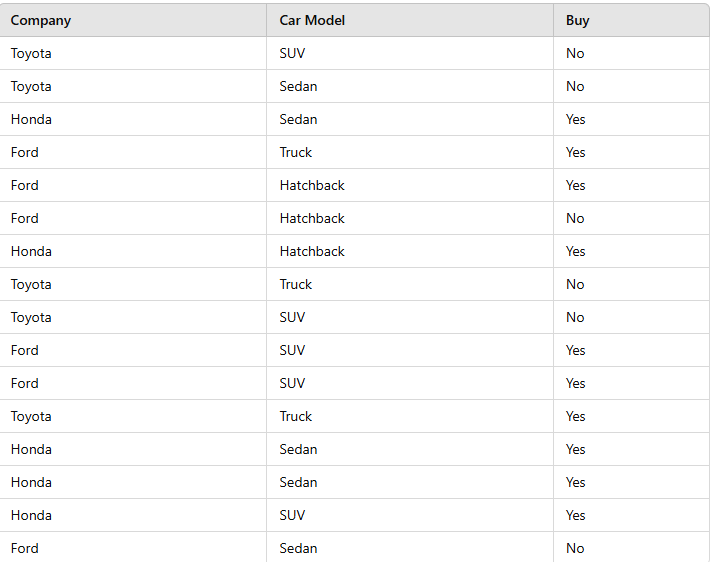 Company Car Model Buy
Toyota SUV No
Toyota Sedan No
Honda Sedan Yes
Ford Truck Yes
Ford Hatchback Yes
Ford Hatchback No
Honda Hatchback Yes
Toyota Truck No
Toyota SUV No
Ford SUV Yes
Ford SUV Yes
Toyota Truck Yes
Honda Sedan Yes
Honda Sedan Yes
Honda SUV Yes
Ford Sedan No